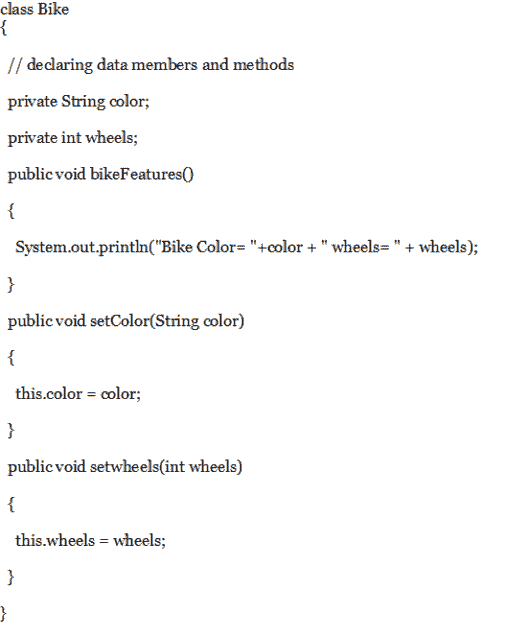 class Bike
{
// declaring data members and methods
private String color;
private int wheels;
public void bikeFeatures()
{
System.out.println("Bike Color= "+color + " wheels= " + wheels);
}
public void setColor(String color)
{
this.color = color;
}
public void setwheels(int wheels)
{
this.wheels = wheels;
}
}